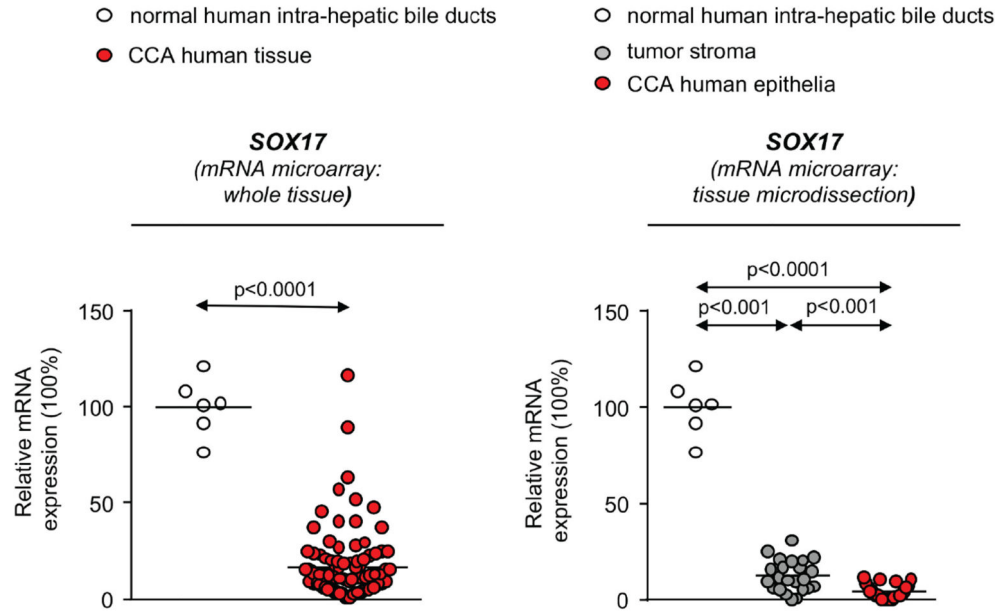 normal human intra-hepatic bile ducts
CCA human tissue
SOX17
(mRNA microarray:
whole tissue)
p<0.0001
150
100
50
0
Relative mRNA
expression (100%)
normal human intra-hepatic bile ducts
tumor stroma
CCA human epithelia
SOX17
(mRNA microarray:
tissue microdissection)
p<0.0001
p<0.001 p<0.001
150
100
50
0
Relative mRNA
expression (100%)